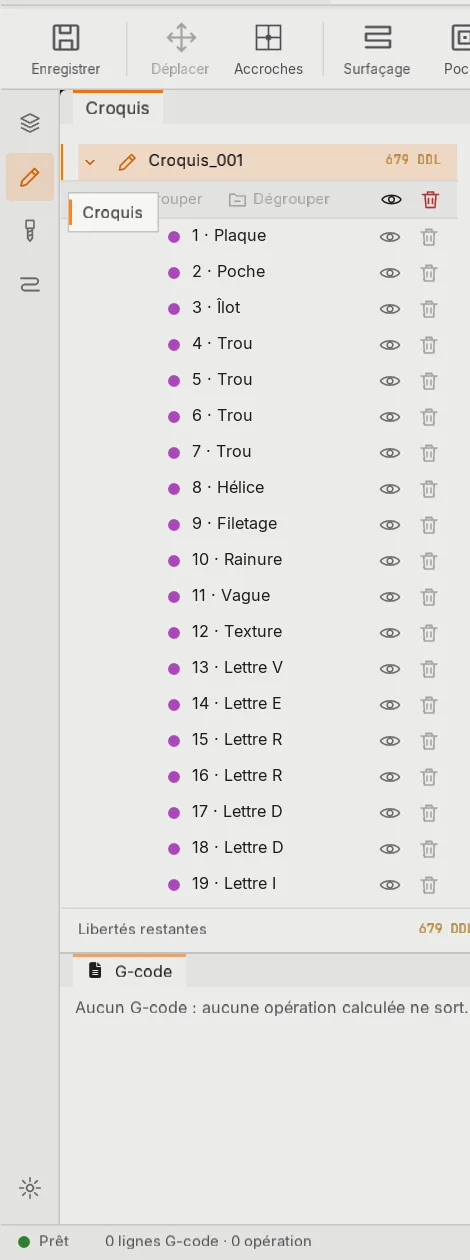 Enregistrer Déplacer Accroches Surfaçage Poc
Croquis
Croquis_001 679 DDL
Croquis ouper Dégrouper
1 · Plaque
2 · Poche
3 · Îlot
4 · Trou
5 · Trou
6 · Trou
7 · Trou
8 · Hélice
9 · Filetage
10 · Rainure
11 · Vague
12 · Texture
13 · Lettre V
14 · Lettre E
15 · Lettre R
16 · Lettre R
17 · Lettre D
18 · Lettre D
19 · Lettre I
Libertés restantes 679 DDL
G-code
Aucun G-code : aucune opération calculée ne sort.
Prêt 0 lignes G-code · 0 opération